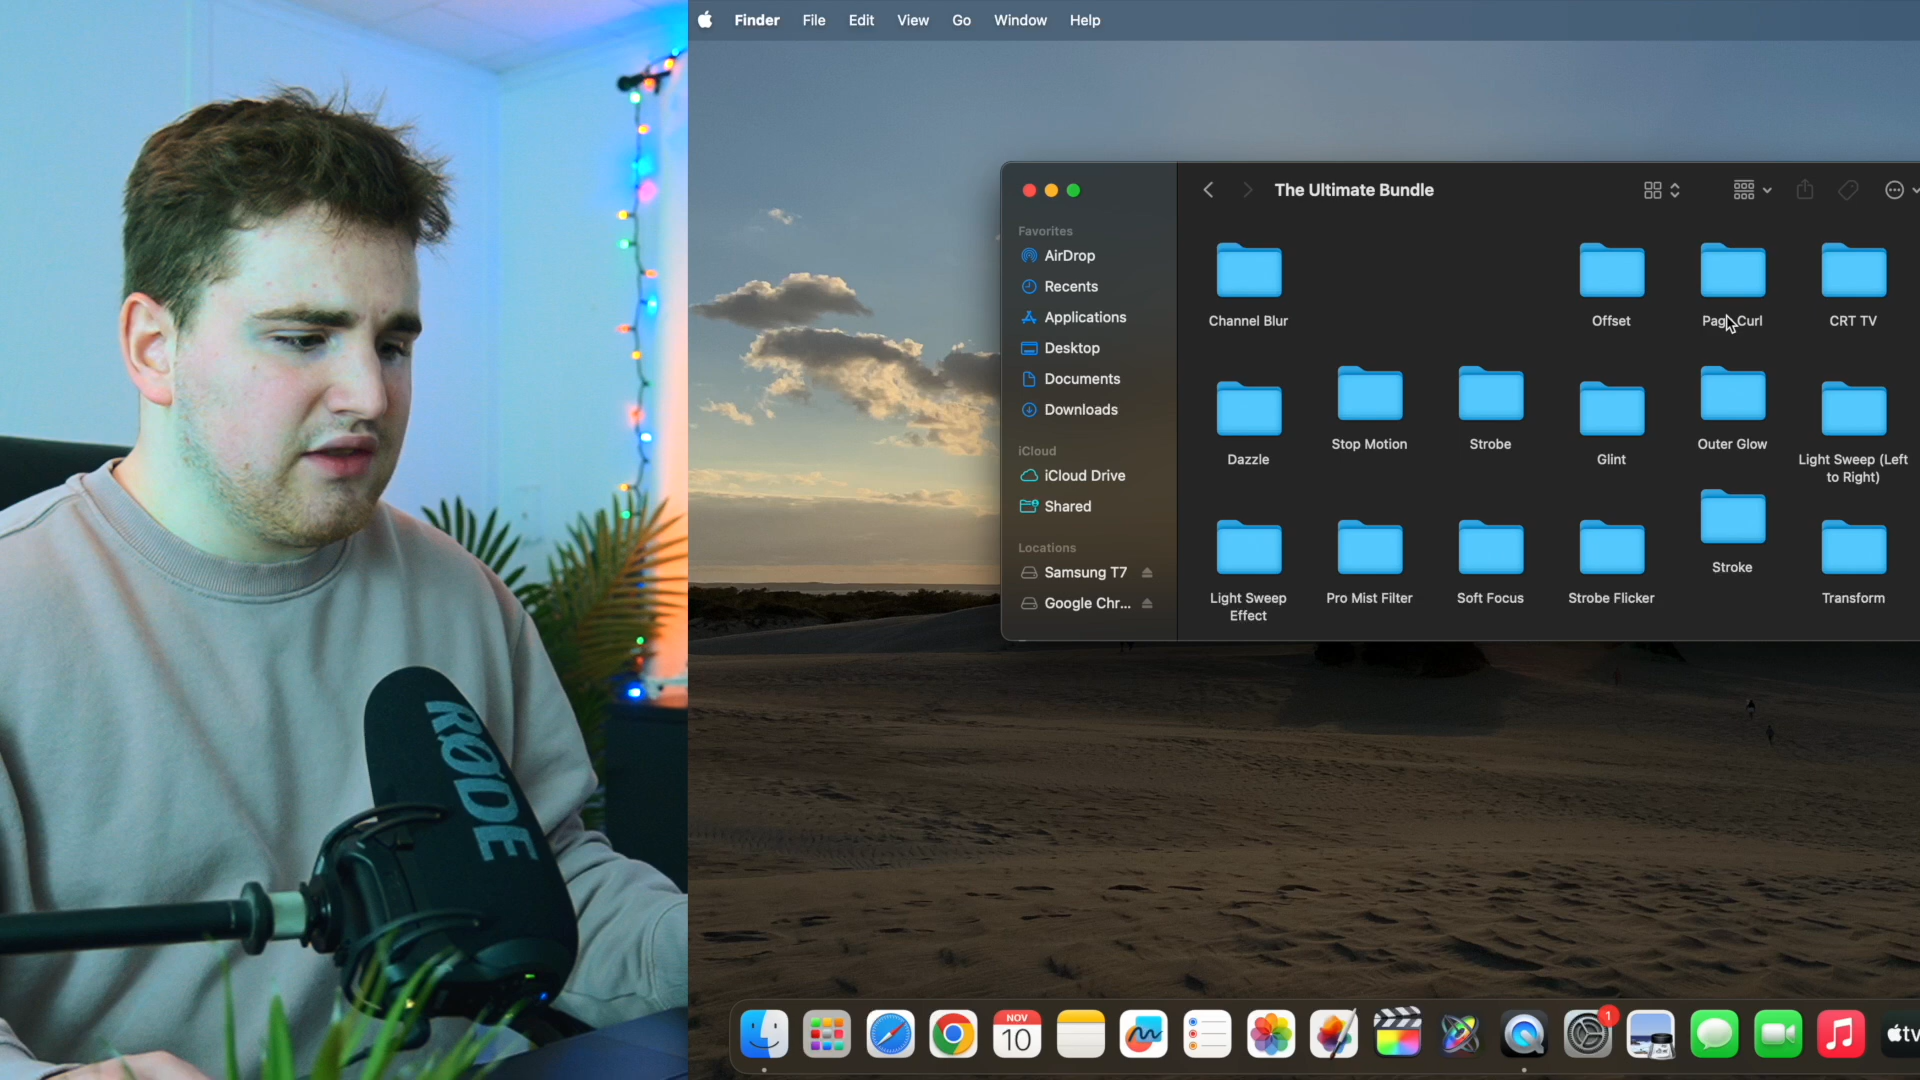 Finder File Edit View Go Window Help
The Ultimate Bundle
Favorites
AirDrop
Recents
Applications
Desktop
Documents
Downloads
iCloud
iCloud Drive
Shared
Locations
Samsung T7
Google Chr...
Channel Blur
Offset
CRT TV
Dazzle
Stop Motion
Strobe
Glint
Outer Glow
Light Sweep (Left
to Right)
Light Sweep
Effect
Pro Mist Filter
Soft Focus
Strobe Flicker
Stroke
Transform
RØDE
NOV
10
1
tv